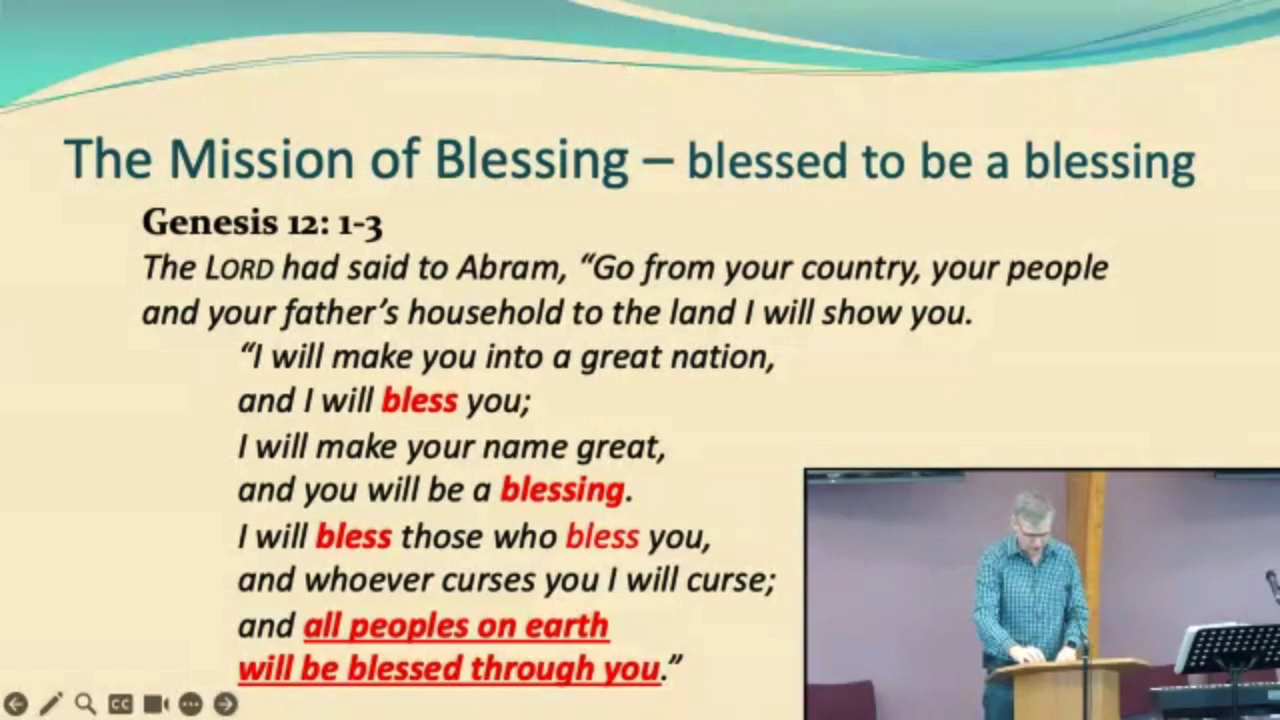 The Mission of Blessing – blessed to be a blessing
Genesis 12: 1-3
The LORD had said to Abram, “Go from your country, your people
and your father’s household to the land I will show you.
“I will make you into a great nation,
and I will bless you;
I will make your name great,
and you will be a blessing.
I will bless those who bless you,
and whoever curses you I will curse;
and all peoples on earth
will be blessed through you.”
CC